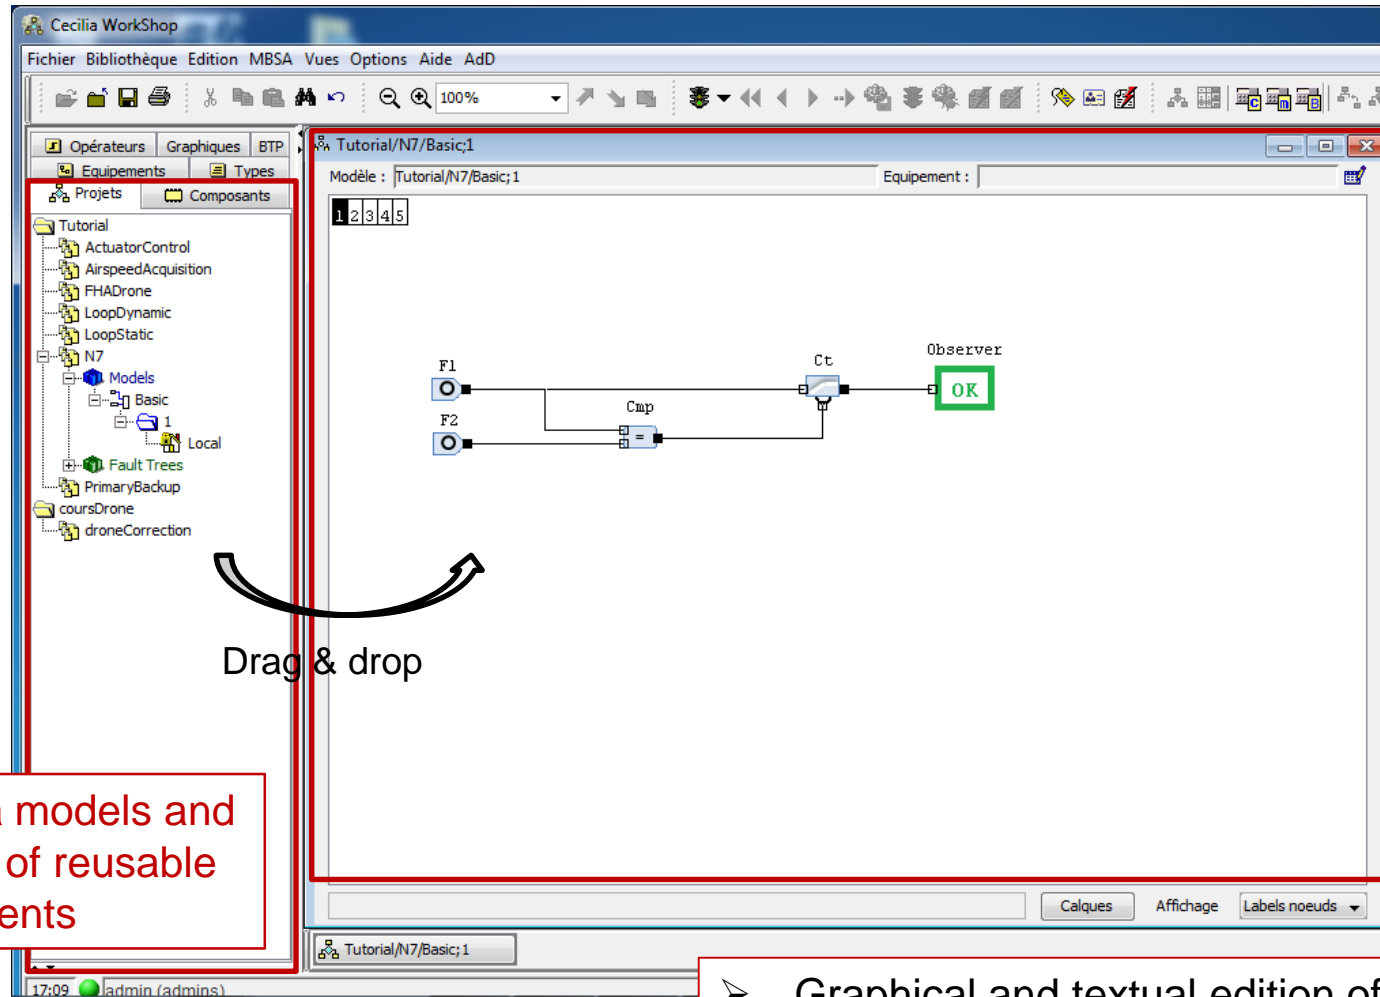 Cecilia WorkShop
Fichier Bibliothèque Edition MBSA Vues Options Aide AdD
100%
Opérateurs Graphiques BTP
Equipements Types
Projets Composants
Tutorial
ActuatorControl
AirspeedAcquisition
FHADrone
LoopDynamic
LoopStatic
N7
Models
Basic
1
Local
Fault Trees
PrimaryBackup
coursDrone
droneCorrection
Tutorial/N7/Basic;1
Modèle : Tutorial/N7/Basic;1 Equipement :
1 2 3 4 5
F1
F2
Cmp
=
Ct
Observer
OK
Drag & drop
models and
of reusable
ents
Calques Affichage Labels noeuds
Tutorial/N7/Basic;1
17:09 admin (admins)
Graphical and textual edition of